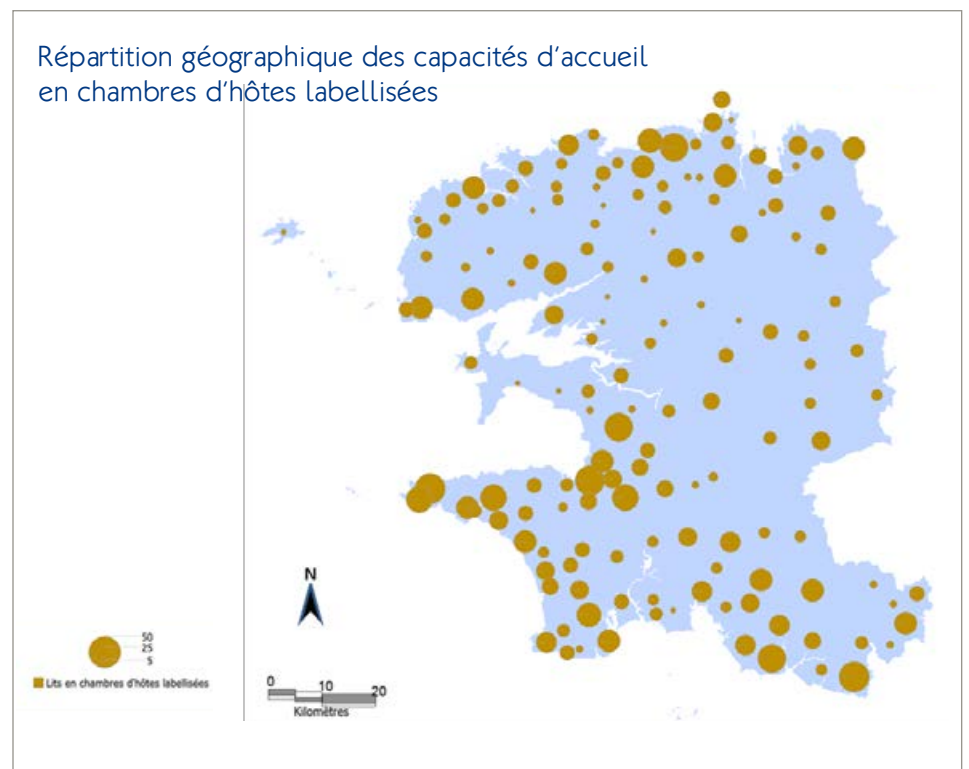 Répartition géographique des capacités d'accueil
en chambres d'hôtes labellisées
N
50
25
5
Lits en chambres d'hôtes labellisées
0 10 20
Kilomètres